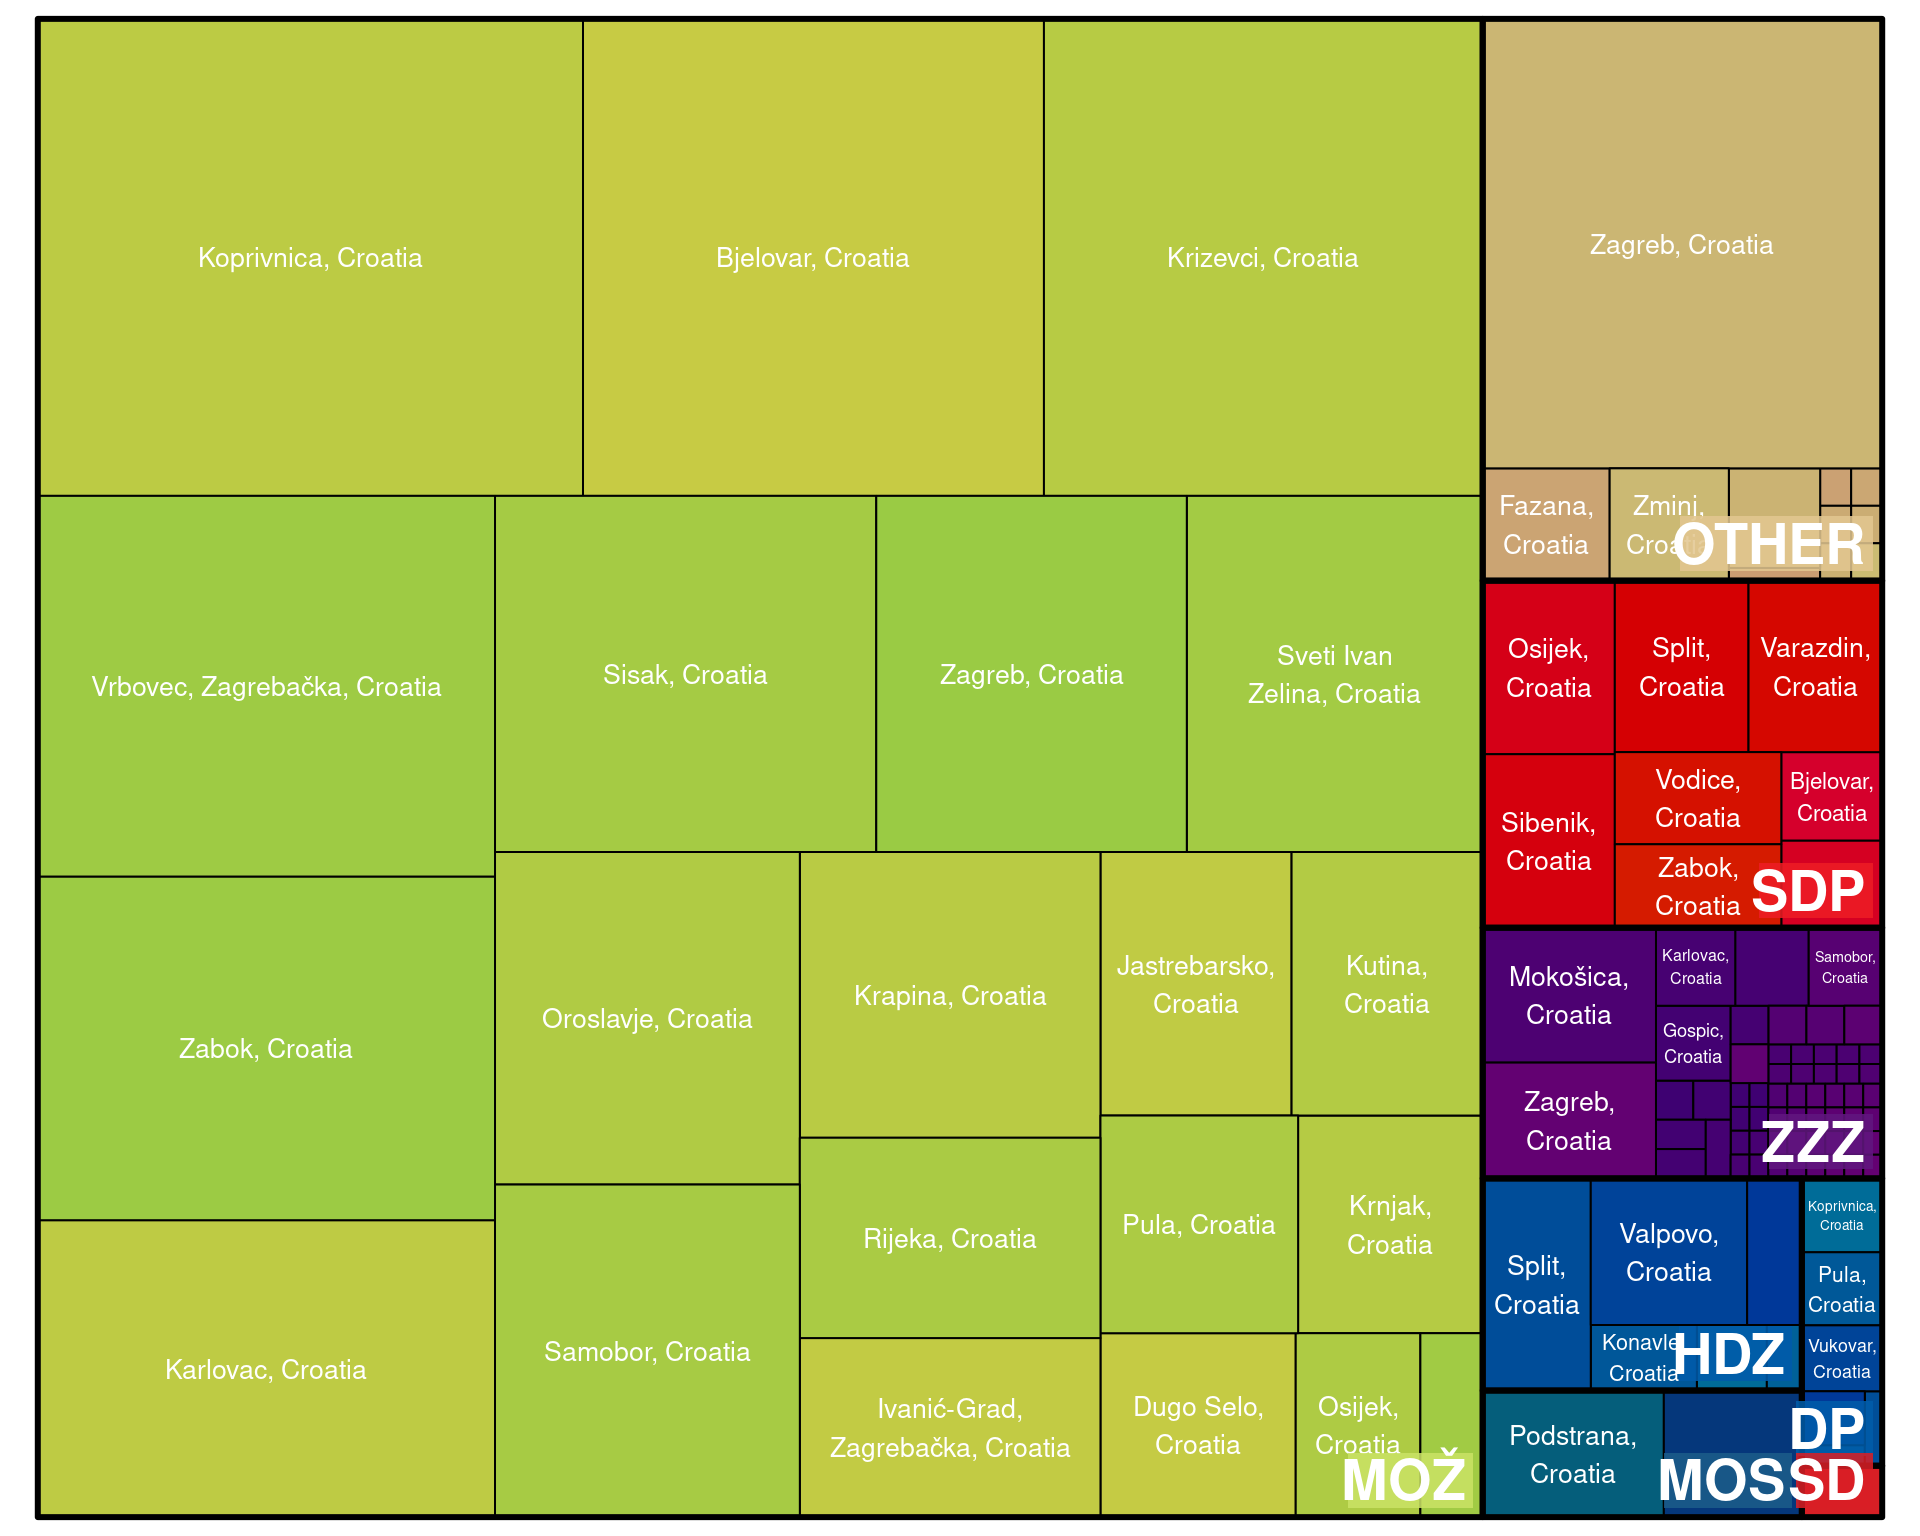 Koprivnica, Croatia
Bjelovar, Croatia
Krizevci, Croatia
Vrbovec, Zagrebačka, Croatia
Sisak, Croatia
Zagreb, Croatia
Sveti Ivan
Zelina, Croatia
Zabok, Croatia
Karlovac, Croatia
Oroslavje, Croatia
Samobor, Croatia
Krapina, Croatia
Rijeka, Croatia
Ivanić-Grad,
Zagrebačka, Croatia
Jastrebarsko,
Croatia
Kutina,
Croatia
Pula, Croatia
Krnjak,
Croatia
Dugo Selo,
Croatia
Osijek,
Croatia
MOŽ
Zagreb, Croatia
Fazana,
Croatia
Zminj,
Croatia
OTHER
Osijek,
Croatia
Split,
Croatia
Varazdin,
Croatia
Sibenik,
Croatia
Vodice,
Croatia
Bjelovar,
Croatia
Zabok,
Croatia
SDP
Mokošica,
Croatia
Zagreb,
Croatia
Karlovac,
Croatia
Samobor,
Croatia
Gospic,
Croatia
ZZZ
Split,
Croatia
Valpovo,
Croatia
Konavle,
Croatia
HDZ
Koprivnica,
Croatia
Pula,
Croatia
Vukovar,
Croatia
DP
Podstrana,
Croatia
MOS
SD